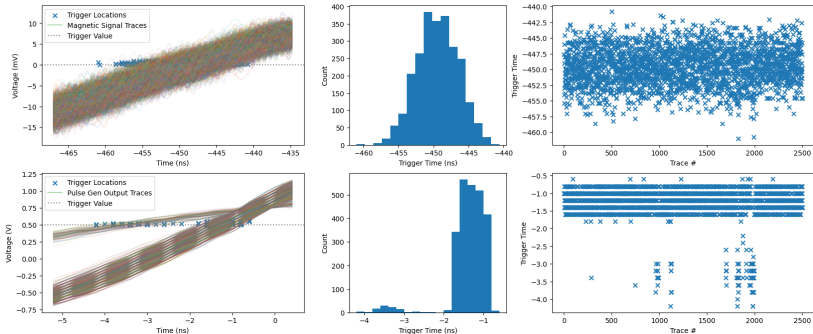 Trigger Locations
Magnetic Signal Traces
Trigger Value
Voltage (mV)
10
5
0
−5
−10
−15
−465 −460 −455 −450 −445 −440 −435
Time (ns)
Count
400
350
300
250
200
150
100
50
0
−460 −455 −450 −445 −440
Trigger Time (ns)
Trigger Time
−440.0
−442.5
−445.0
−447.5
−450.0
−452.5
−455.0
−457.5
−460.0
0 500 1000 1500 2000 2500
Trace #
Trigger Locations
Pulse Gen Output Traces
Trigger Value
Voltage (V)
1.25
1.00
0.75
0.50
0.25
0.00
−0.25
−0.50
−0.75
−5 −4 −3 −2 −1 0
Time (ns)
Count
500
400
300
200
100
0
−4 −3 −2 −1
Trigger Time (ns)
Trigger Time
−0.5
−1.0
−1.5
−2.0
−2.5
−3.0
−3.5
−4.0
0 500 1000 1500 2000 2500
Trace #